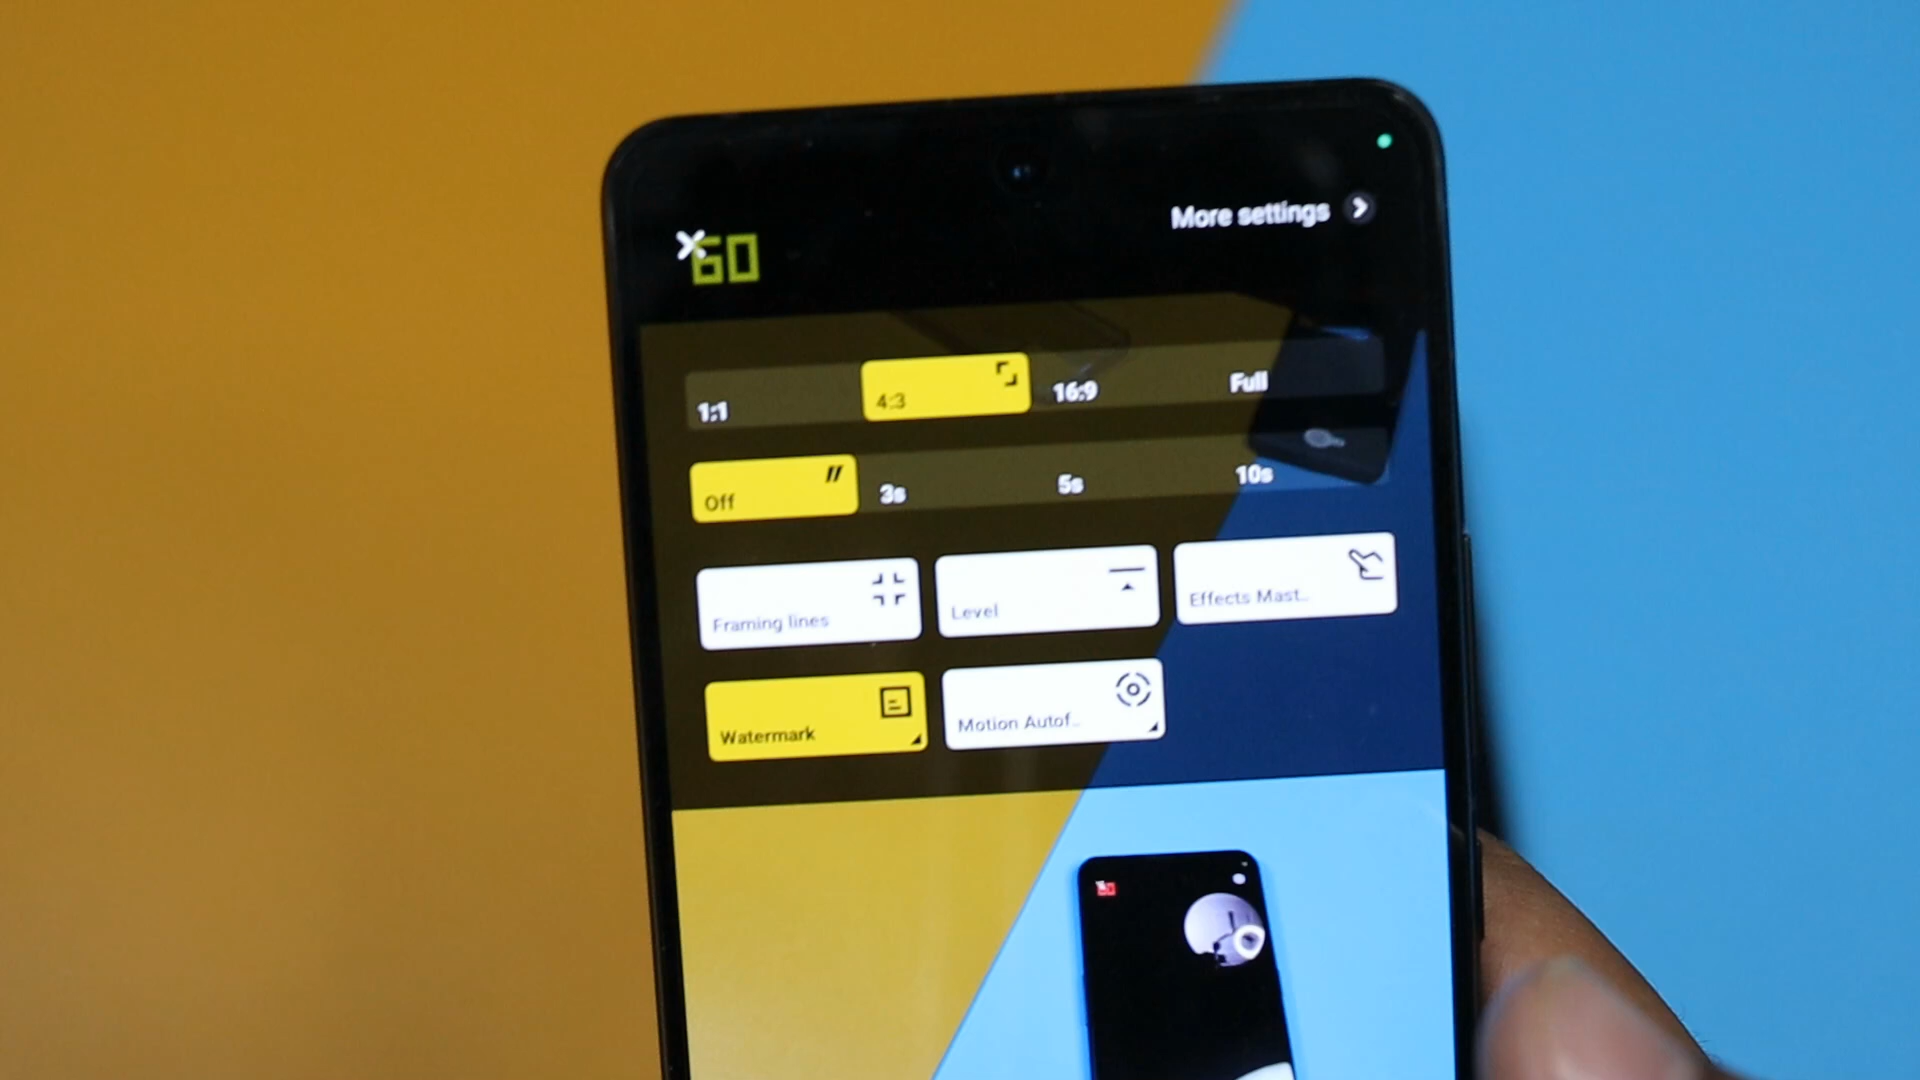 More settings
60
1:1 4:3 16:9 Full
Off 3s 5s 10s
Framing lines Level Effects Mast...
Watermark Motion Autof...
60